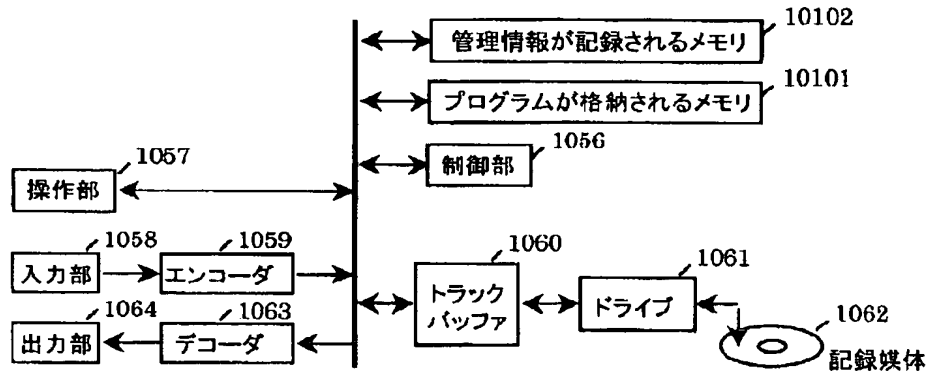 10102
管理情報が記録されるメモリ
10101
プログラムが格納されるメモリ
1056
制御部
1057
操作部
1058
入力部
1059
エンコーダ
1060
トラック
バッファ
1061
ドライブ
1062
記録媒体
1064
出力部
1063
デコーダ